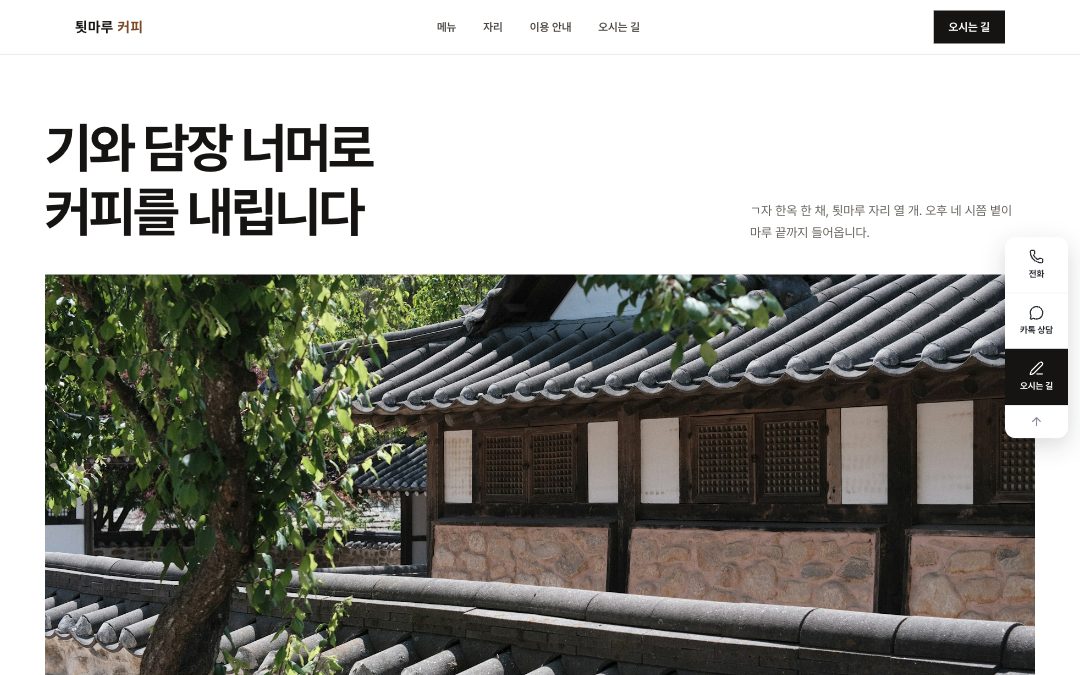 툇마루 커피
메뉴
자리
이용 안내
오시는 길
오시는 길
기와 담장 너머로
커피를 내립니다
ㄱ자 한옥 한 채, 툇마루 자리 열 개. 오후 네 시쯤 볕이
마루 끝까지 들어옵니다.
전화
카톡 상담
오시는 길